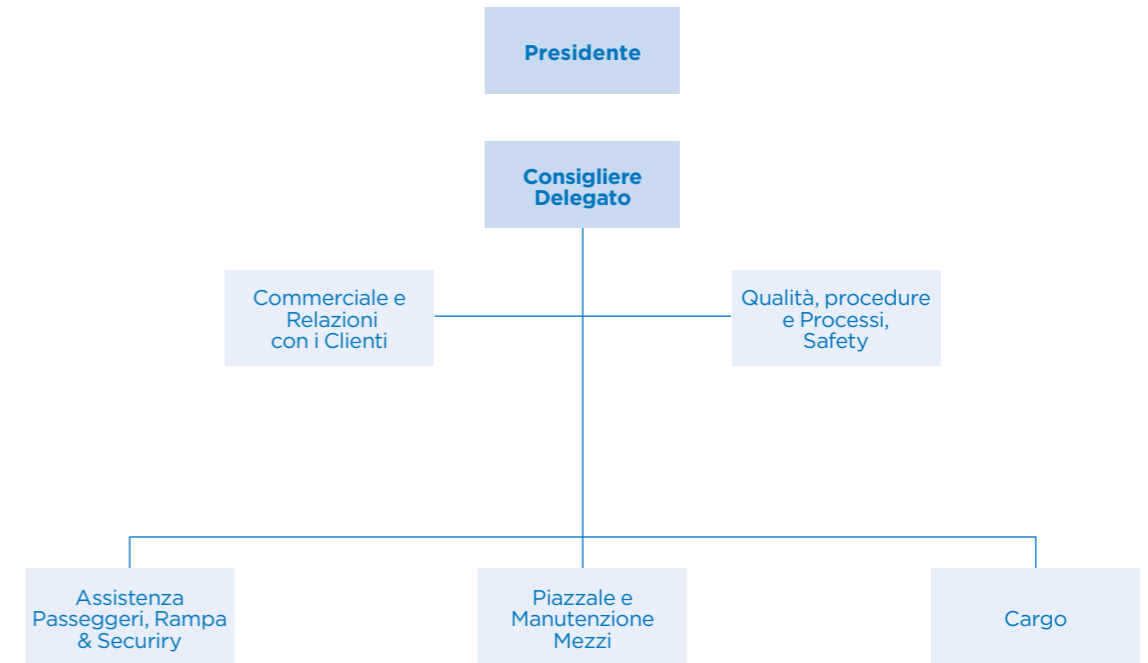 Presidente
Consigliere
Delegato
Commerciale e
Relazioni
con i Clienti
Qualità, procedure
e Processi,
Safety
Assistenza
Passeggeri, Rampa
& Securiry
Piazzale e
Manutenzione
Mezzi
Cargo